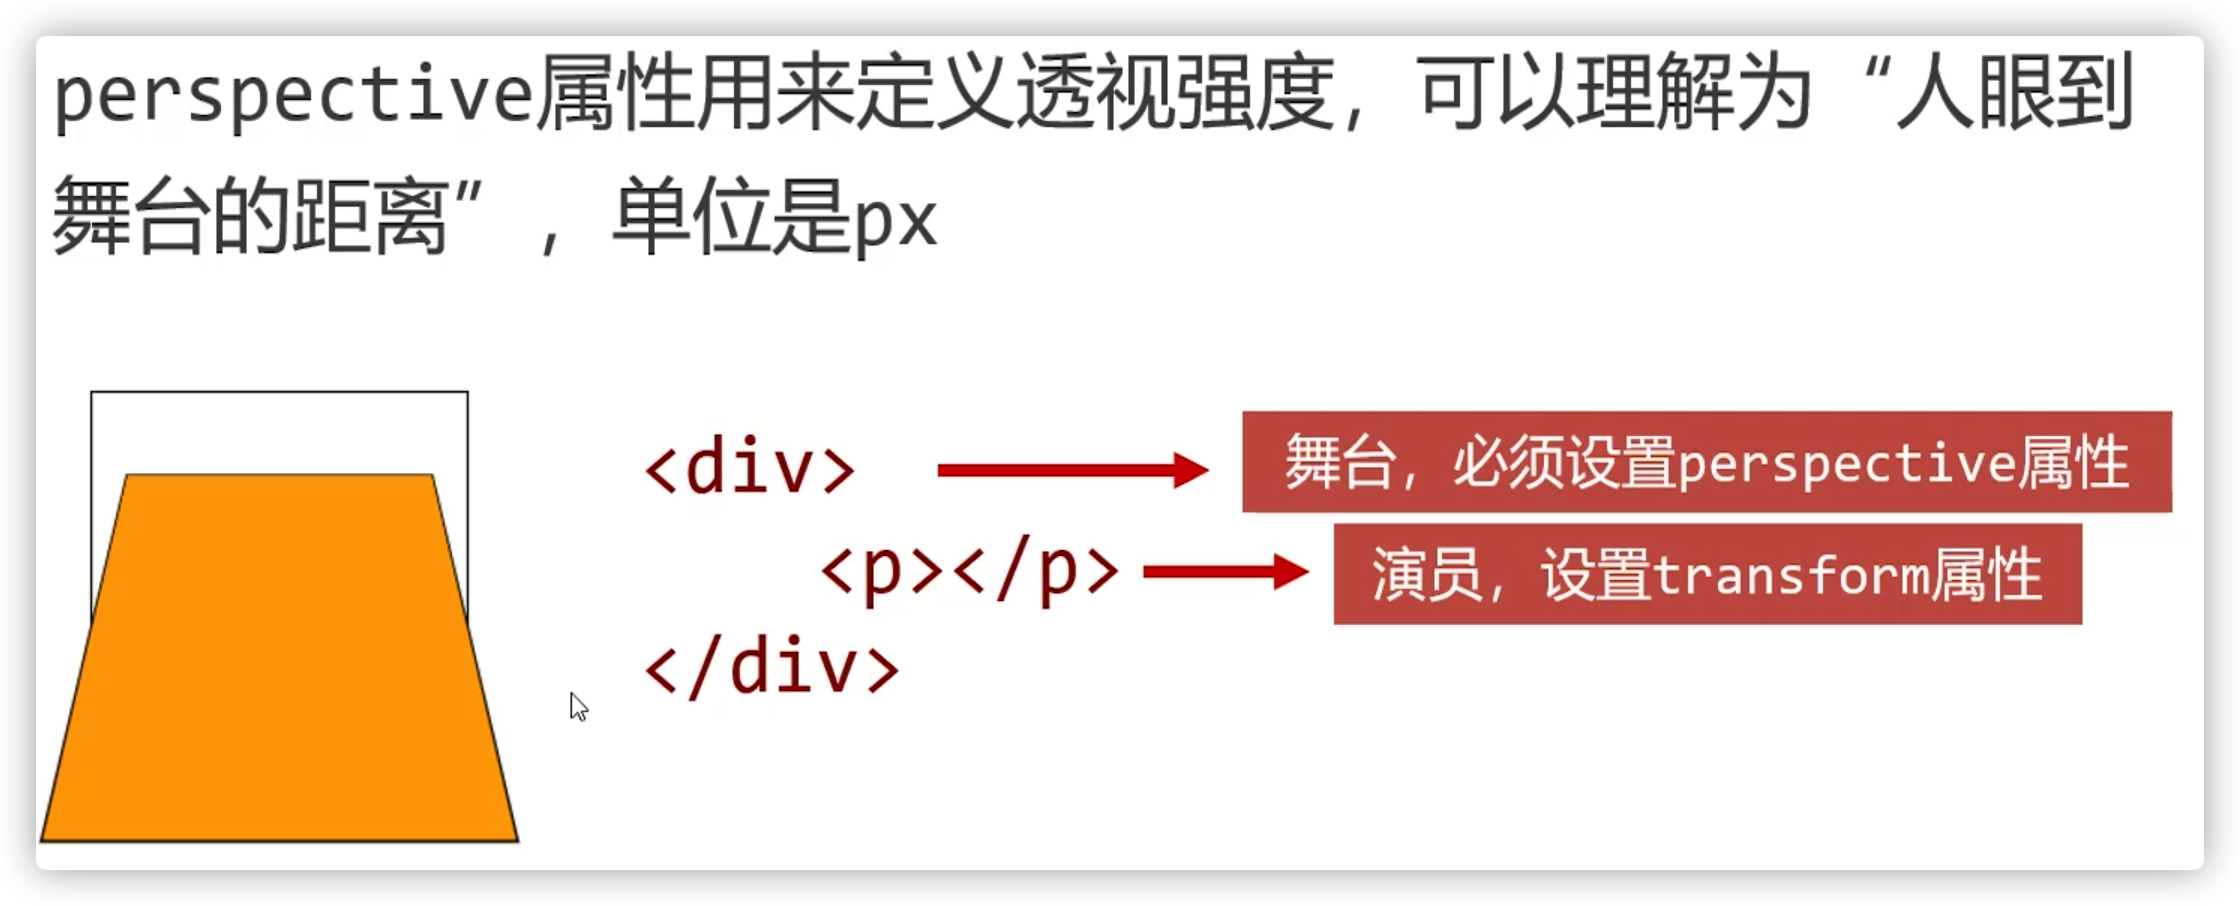 perspective属性用来定义透视强度，可以理解为“人眼到
舞台的距离”，单位是px
<div>
舞台，必须设置perspective属性
<p></p>
演员，设置transform属性
</div>